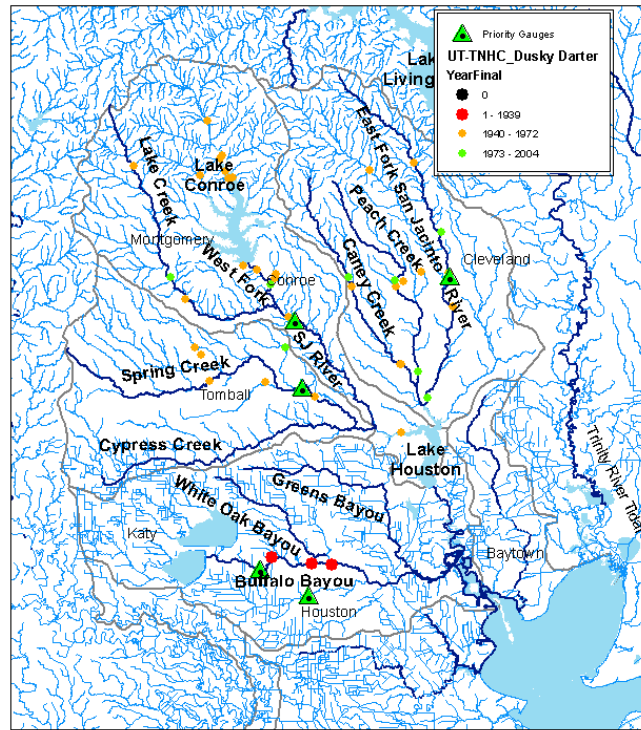 Priority Gauges
UT-TNHC_Dusky Darter
YearFinal
0
1 - 1939
1940 - 1972
1973 - 2004
Lake
Lake
Conroe
Lake Creek
Montgomery
West Fork
SJ River
Conroe
East Fork San Jacinto River
Peach Creek
Caney Creek
Cleveland
Spring Creek
Tomball
Cypress Creek
Lake
Houston
Greens Bayou
White Oak Bayou
Katy
Buffalo Bayou
Houston
Baytown
Trinity River